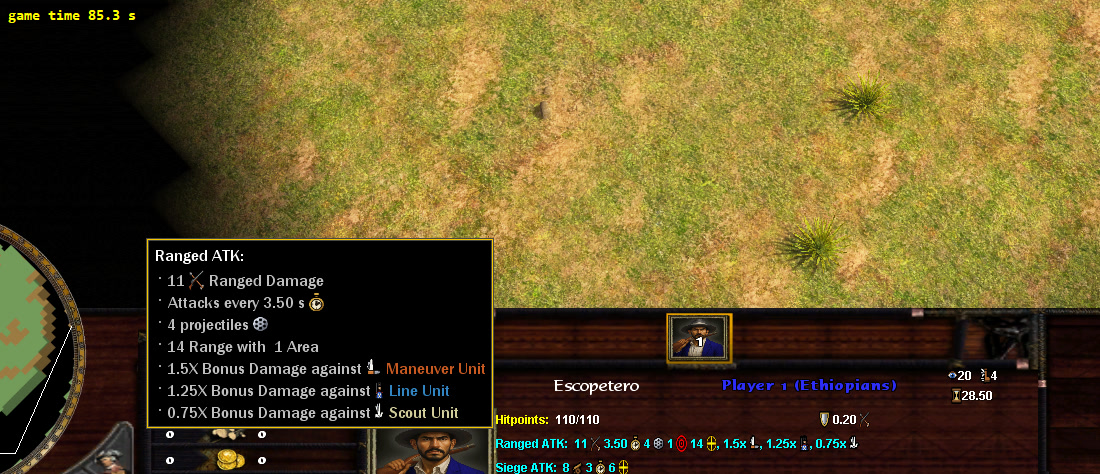 game time 85.3 s
Ranged ATK:
· 11 Ranged Damage
· Attacks every 3.50 s
· 4 projectiles
· 14 Range with 1 Area
· 1.5X Bonus Damage against Maneuver Unit
· 1.25X Bonus Damage against Line Unit
· 0.75X Bonus Damage against Scout Unit
1
Escopetero
Player 1 (Ethiopians)
20 4
28.50
Hitpoints: 110/110
0.20
Ranged ATK: 11 3.50 4 1 14 , 1.5x , 1.25x , 0.75x
Siege ATK: 8 3 6
0 0
0 0